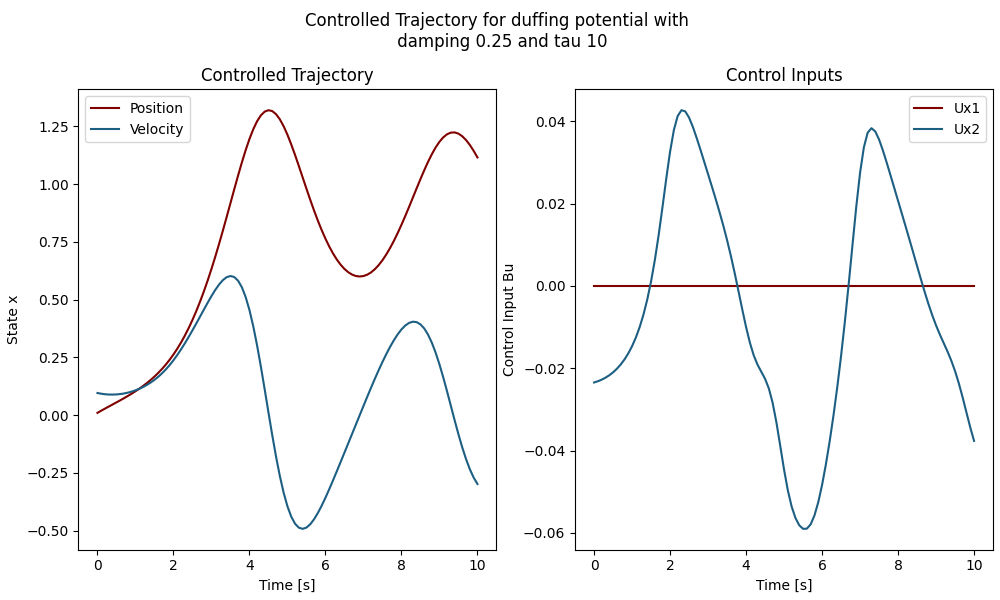 Controlled Trajectory for duffing potential with
damping 0.25 and tau 10
Controlled Trajectory
Position
Velocity
State x
1.25
1.00
0.75
0.50
0.25
0.00
−0.25
−0.50
0 2 4 6 8 10
Time [s]
Control Inputs
Ux1
Ux2
Control Input Bu
0.04
0.02
0.00
−0.02
−0.04
−0.06
0 2 4 6 8 10
Time [s]